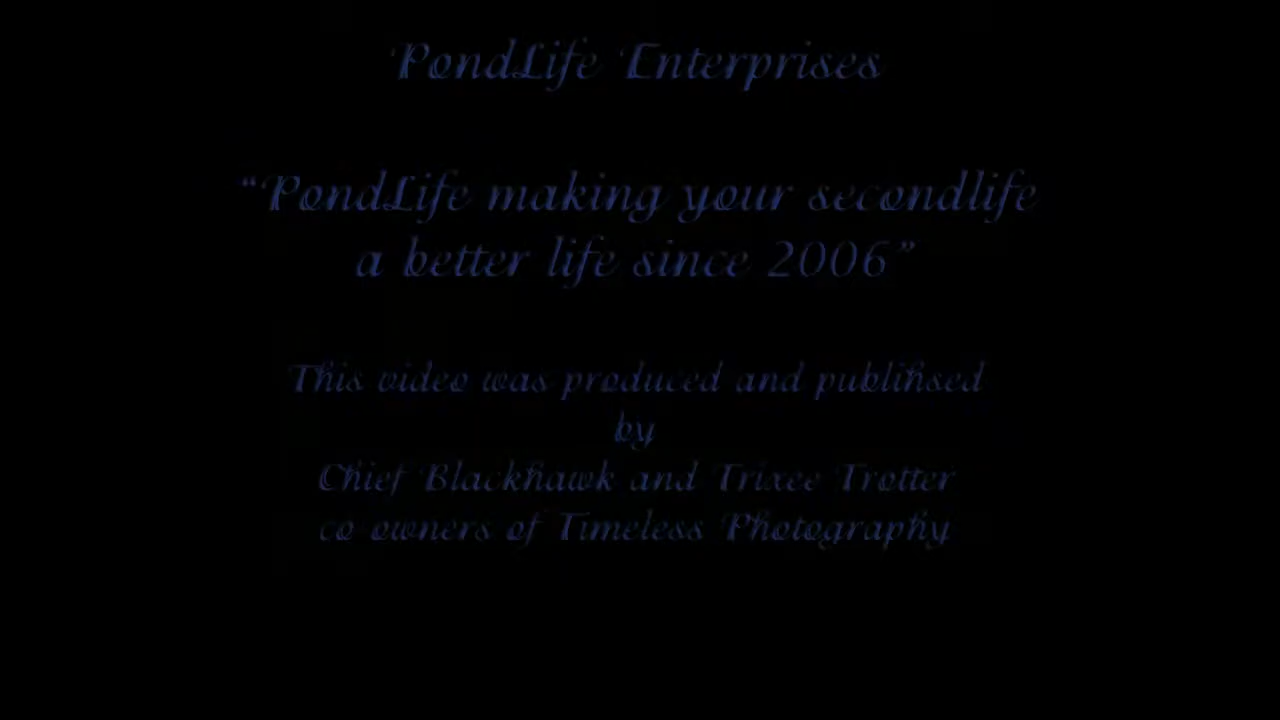 PondLife Enterprises
“PondLife making your secondlife
a better life since 2006”
This video was produced and publihsed
by
Chief Blackhawk and Trixee Trotter
co-owners of Timeless Photography